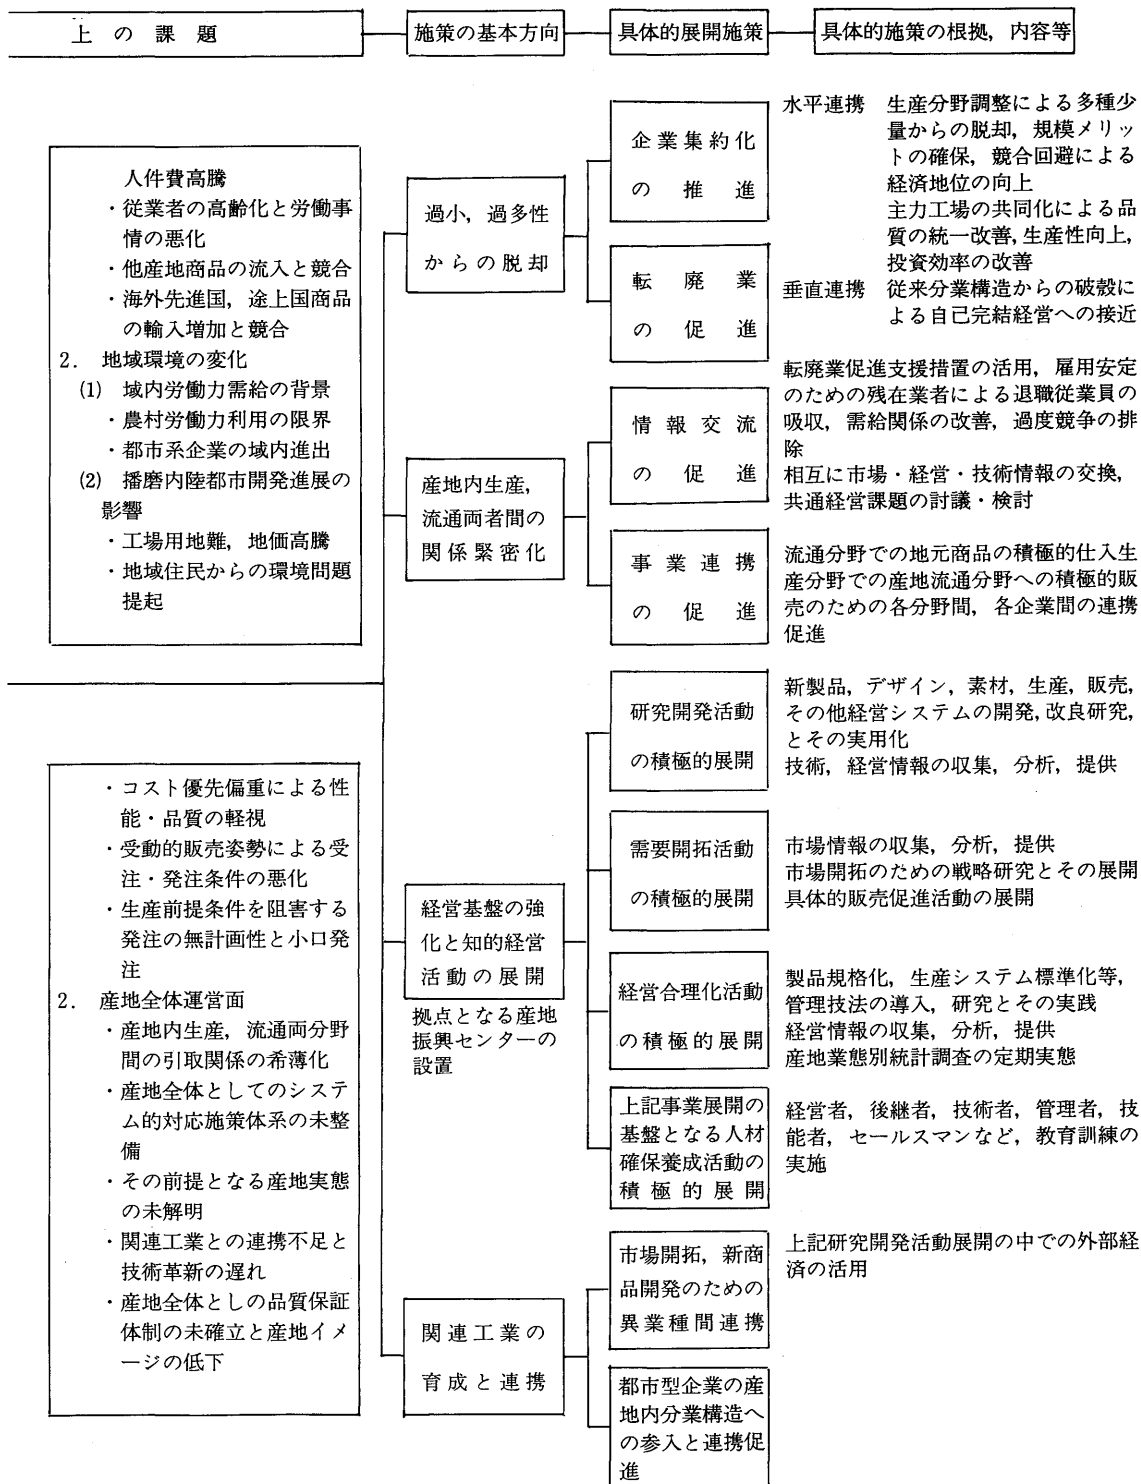 上の課題
施策の基本方向
具体的展開施策
具体的施策の根拠，内容等
人件費高騰
・従業者の高齢化と労働事
情の悪化
・他産地商品の流入と競合
・海外先進国，途上国商品
の輸入増加と競合
2. 地域環境の変化
(1) 域内労働力需給の背景
・農村労働力利用の限界
・都市系企業の域内進出
(2) 播磨内陸都市開発進展の
影響
・工場用地難，地価高騰
・地域住民からの環境問題
提起
・コスト優先偏重による性
能・品質の軽視
・受動的販売姿勢による受
注・発注条件の悪化
・生産前提条件を阻害する
発注の無計画性と小口発
注
2. 産地全体運営面
・産地内生産，流通両分野
間の引取関係の希薄化
・産地全体としてのシステ
ム的対応施策体系の未整
備
・その前提となる産地実態
の未解明
・関連工業との連携不足と
技術革新の遅れ
・産地全体としの品質保証
体制の未確立と産地イメ
ージの低下
過小，過多性
からの脱却
産地内生産，
流通両者間の
関係緊密化
経営基盤の強
化と知的経営
活動の展開
拠点となる産地
振興センターの
設置
関連工業の
育成と連携
企業集約化
の推進
転廃業
の促進
情報交流
の促進
事業連携
の促進
研究開発活動
の積極的展開
需要開拓活動
の積極的展開
経営合理化活動
の積極的展開
上記事業展開の
基盤となる人材
確保養成活動の
積極的展開
市場開拓，新商
品開発のための
異業種間連携
都市型企業の産
地内分業構造へ
の参入と連携促
進
水平連携 生産分野調整による多種少
量からの脱却，規模メリッ
トの確保，競合回避による
経済地位の向上
主力工場の共同化による品
質の統一改善，生産性向上，
投資効率の改善
垂直連携 従来分業構造からの破殻に
よる自己完結経営への接近
転廃業促進支援措置の活用，雇用安定
のための残在業者による退職従業員の
吸収，需給関係の改善，過度競争の排
除
相互に市場・経営・技術情報の交換，
共通経営課題の討議・検討
流通分野での地元商品の積極的仕入生
産分野での産地流通分野への積極的販
売のための各分野間，各企業間の連携
促進
新製品，デザイン，素材，生産，販売，
その他経営システムの開発，改良研究，
とその実用化
技術，経営情報の収集，分析，提供
市場情報の収集，分析，提供
市場開拓のための戦略研究とその展開
具体的販売促進活動の展開
製品規格化，生産システム標準化等，
管理技法の導入，研究とその実践
経営情報の収集，分析，提供
産地業態別統計調査の定期実態
経営者，後継者，技術者，管理者，技
能者，セールスマンなど，教育訓練の
実施
上記研究開発活動展開の中での外部経
済の活用